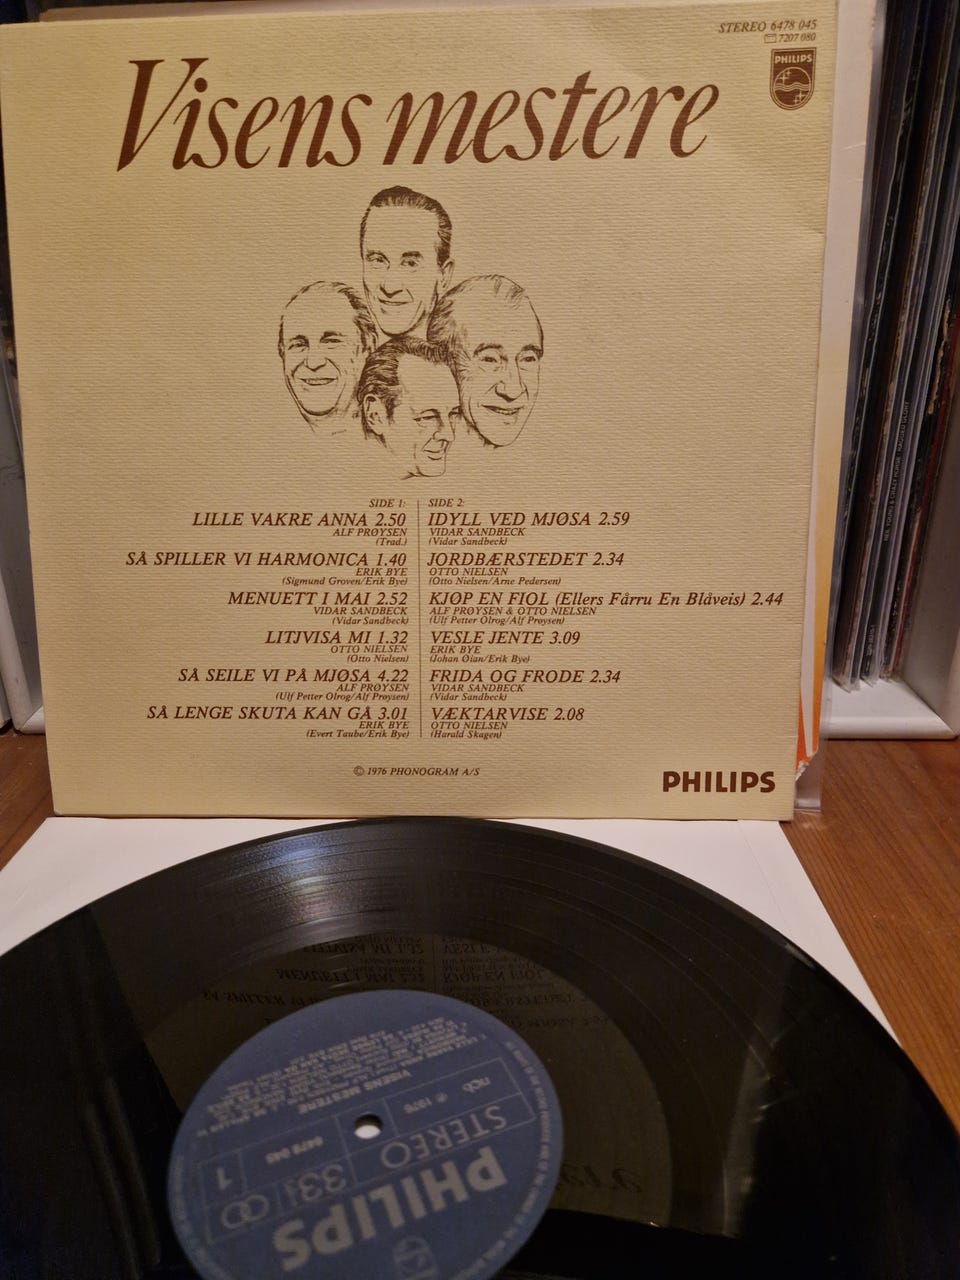 STEREO 6478 045
7207 080
PHILIPS
Visens mestere
SIDE 1:
LILLE VAKRE ANNA 2.50
ALF PRØYSEN
(Trad.)
SÅ SPILLER VI HARMONICA 1.40
ERIK BYE
(Sigmund Groven/Erik Bye)
MENUETT I MAI 2.52
VIDAR SANDBECK
(Vidar Sandbeck)
LITJVISA MI 1.32
OTTO NIELSEN
(Otto Nielsen)
SÅ SEILE VI PÅ MJØSA 4.22
ALF PRØYSEN
(Ulf Petter Olrog/Alf Prøysen)
SÅ LENGE SKUTA KAN GÅ 3.01
ERIK BYE
(Evert Taube/Erik Bye)
SIDE 2:
IDYLL VED MJØSA 2.59
VIDAR SANDBECK
(Vidar Sandbeck)
JORDBÆRSTEDET 2.34
OTTO NIELSEN
(Otto Nielsen/Arne Pedersen)
KJØP EN FIOL (Ellers Fårru En Blåveis) 2.44
ALF PRØYSEN & OTTO NIELSEN
(Ulf Petter Olrog/Alf Prøysen)
VESLE JENTE 3.09
ERIK BYE
(Johan Øian/Erik Bye)
FRIDA OG FRODE 2.34
VIDAR SANDBECK
(Vidar Sandbeck)
VÆKTARVISE 2.08
OTTO NIELSEN
(Harald Skagen)
© 1976 PHONOGRAM A/S
PHILIPS
PHILIPS
33⅓
STEREO
1
6478 045
℗ 1976
ncb
VISENS MESTERE